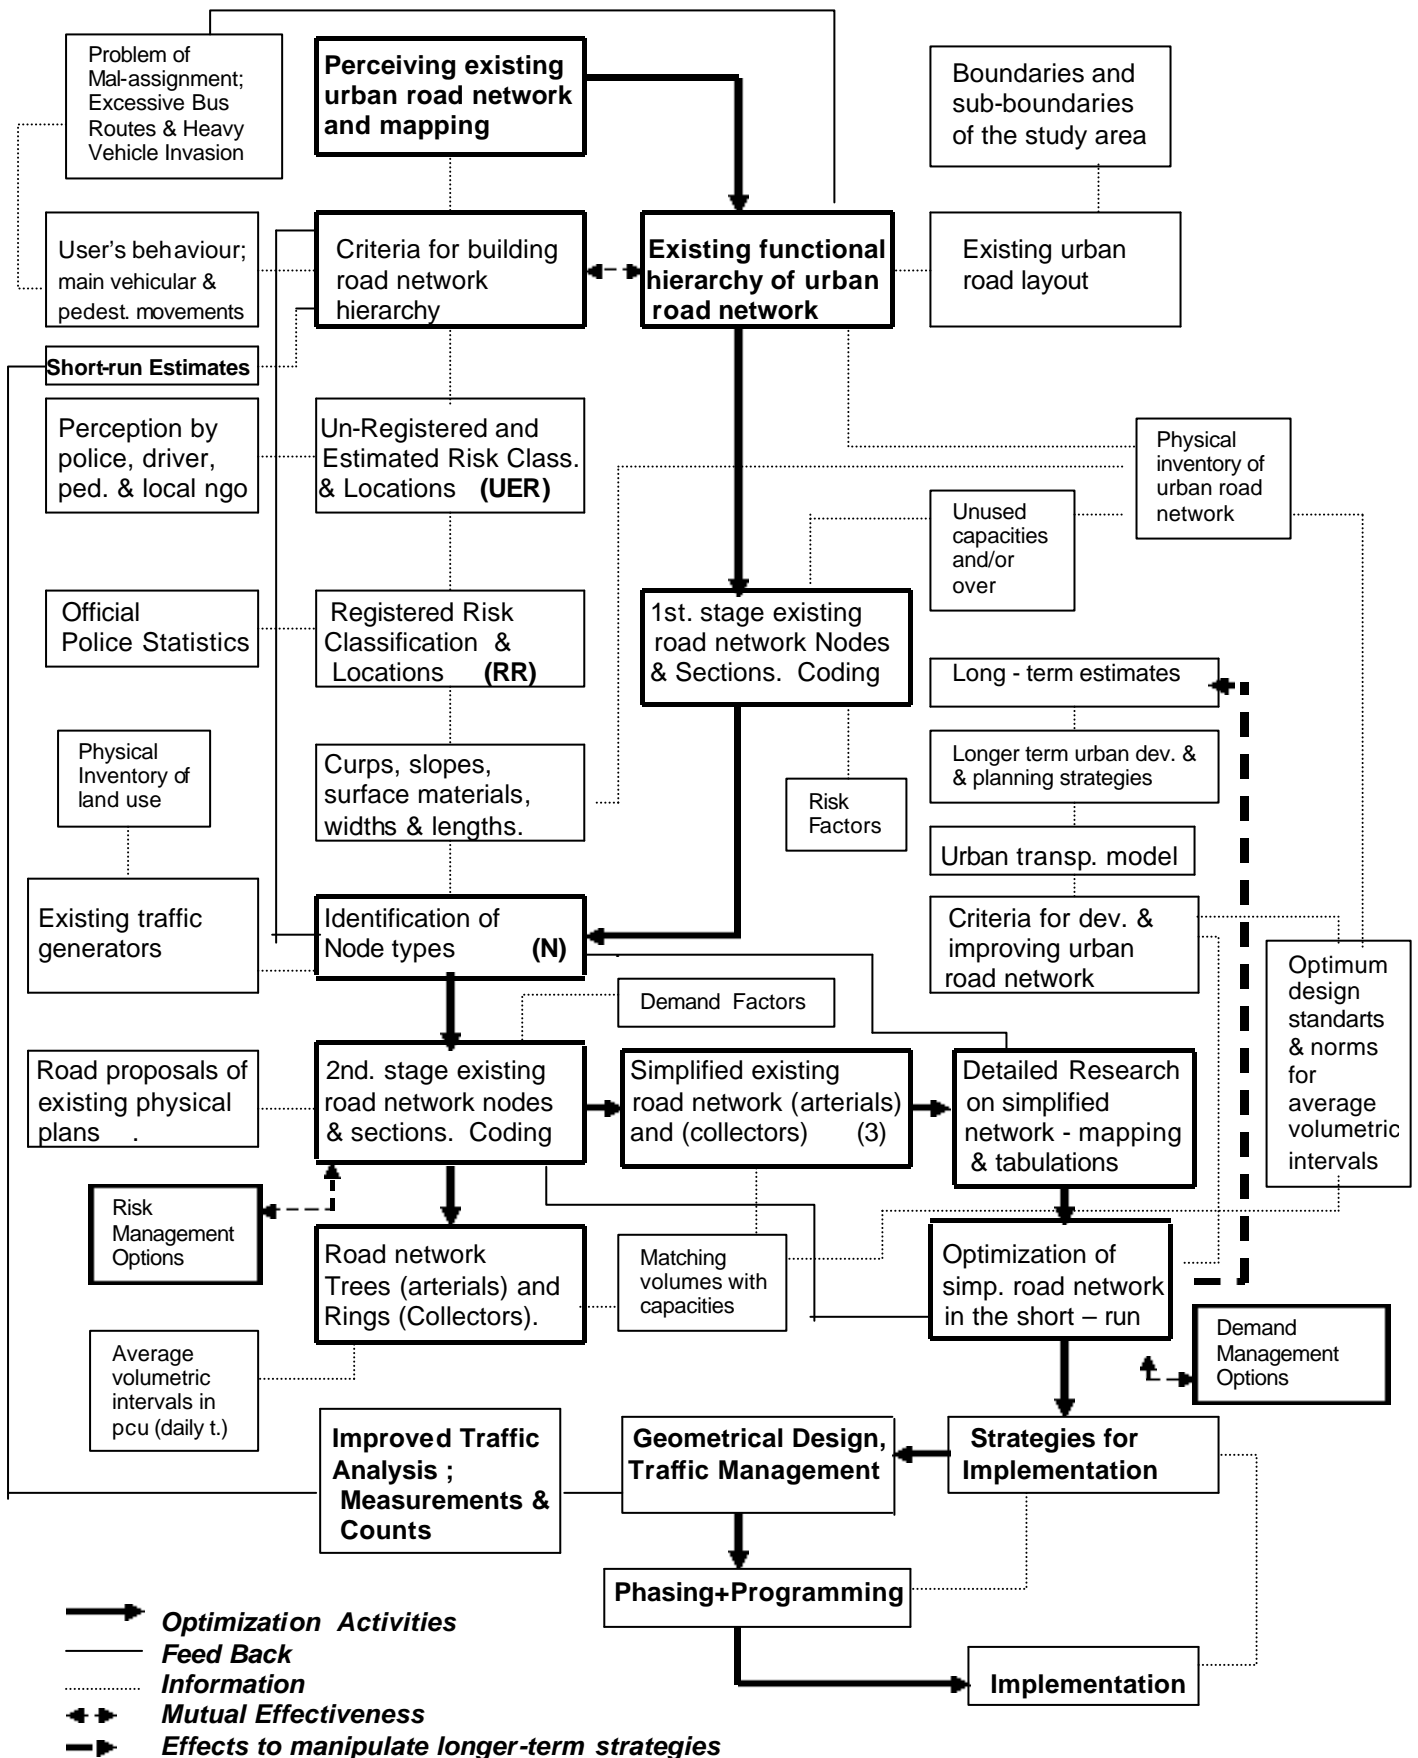 Problem of
Mal-assignment;
Excessive Bus
Routes & Heavy
Vehicle Invasion
Perceiving existing
urban road network
and mapping
Boundaries and
sub-boundaries
of the study area
User's behaviour;
main vehicular &
pedest. movements
Criteria for building
road network
hierarchy
Existing functional
hierarchy of urban
road network
Existing urban
road layout
Short-run Estimates
Perception by
police, driver,
ped. & local ngo
Un-Registered and
Estimated Risk Class.
& Locations (UER)
Physical
inventory of
urban road
network
Unused
capacities
and/or
over
Official
Police Statistics
Registered Risk
Classification &
Locations (RR)
1st. stage existing
road network Nodes
& Sections. Coding
Long - term estimates
Physical
Inventory of
land use
Curps, slopes,
surface materials,
widths & lengths.
Risk
Factors
Longer term urban dev. &
& planning strategies
Urban transp. model
Existing traffic
generators
Identification of
Node types (N)
Criteria for dev. &
improving urban
road network
Optimum
design
standarts
& norms
for
average
volumetric
intervals
Demand Factors
Road proposals of
existing physical
plans .
2nd. stage existing
road network nodes
& sections. Coding
Simplified existing
road network (arterials)
and (collectors) (3)
Detailed Research
on simplified
network - mapping
& tabulations
Risk
Management
Options
Road network
Trees (arterials) and
Rings (Collectors).
Matching
volumes with
capacities
Optimization of
simp. road network
in the short – run
Demand
Management
Options
Average
volumetric
intervals in
pcu (daily t.)
Improved Traffic
Analysis ;
Measurements &
Counts
Geometrical Design,
Traffic Management
Strategies for
Implementation
Phasing+Programming
Implementation
Optimization Activities
Feed Back
Information
Mutual Effectiveness
Effects to manipulate longer-term strategies